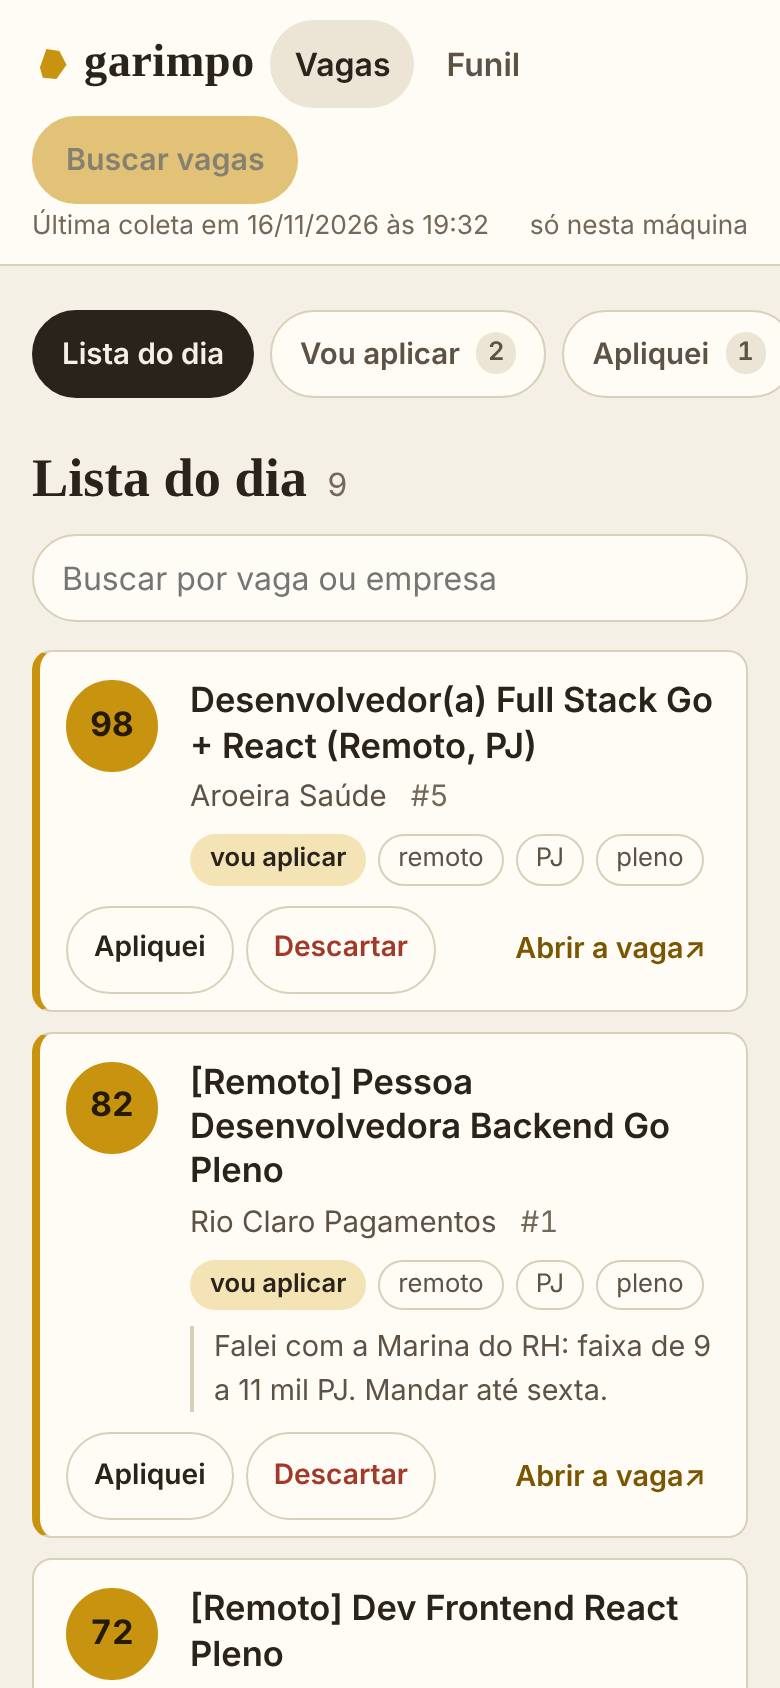 garimpo Vagas Funil
Buscar vagas
Última coleta em 16/11/2026 às 19:32 só nesta máquina
Lista do dia Vou aplicar 2 Apliquei 1
Lista do dia 9
Buscar por vaga ou empresa
98 Desenvolvedor(a) Full Stack Go
+ React (Remoto, PJ)
Aroeira Saúde #5
vou aplicar remoto PJ pleno
Apliquei Descartar Abrir a vaga↗
82 [Remoto] Pessoa
Desenvolvedora Backend Go
Pleno
Rio Claro Pagamentos #1
vou aplicar remoto PJ pleno
Falei com a Marina do RH: faixa de 9
a 11 mil PJ. Mandar até sexta.
Apliquei Descartar Abrir a vaga↗
72 [Remoto] Dev Frontend React
Pleno